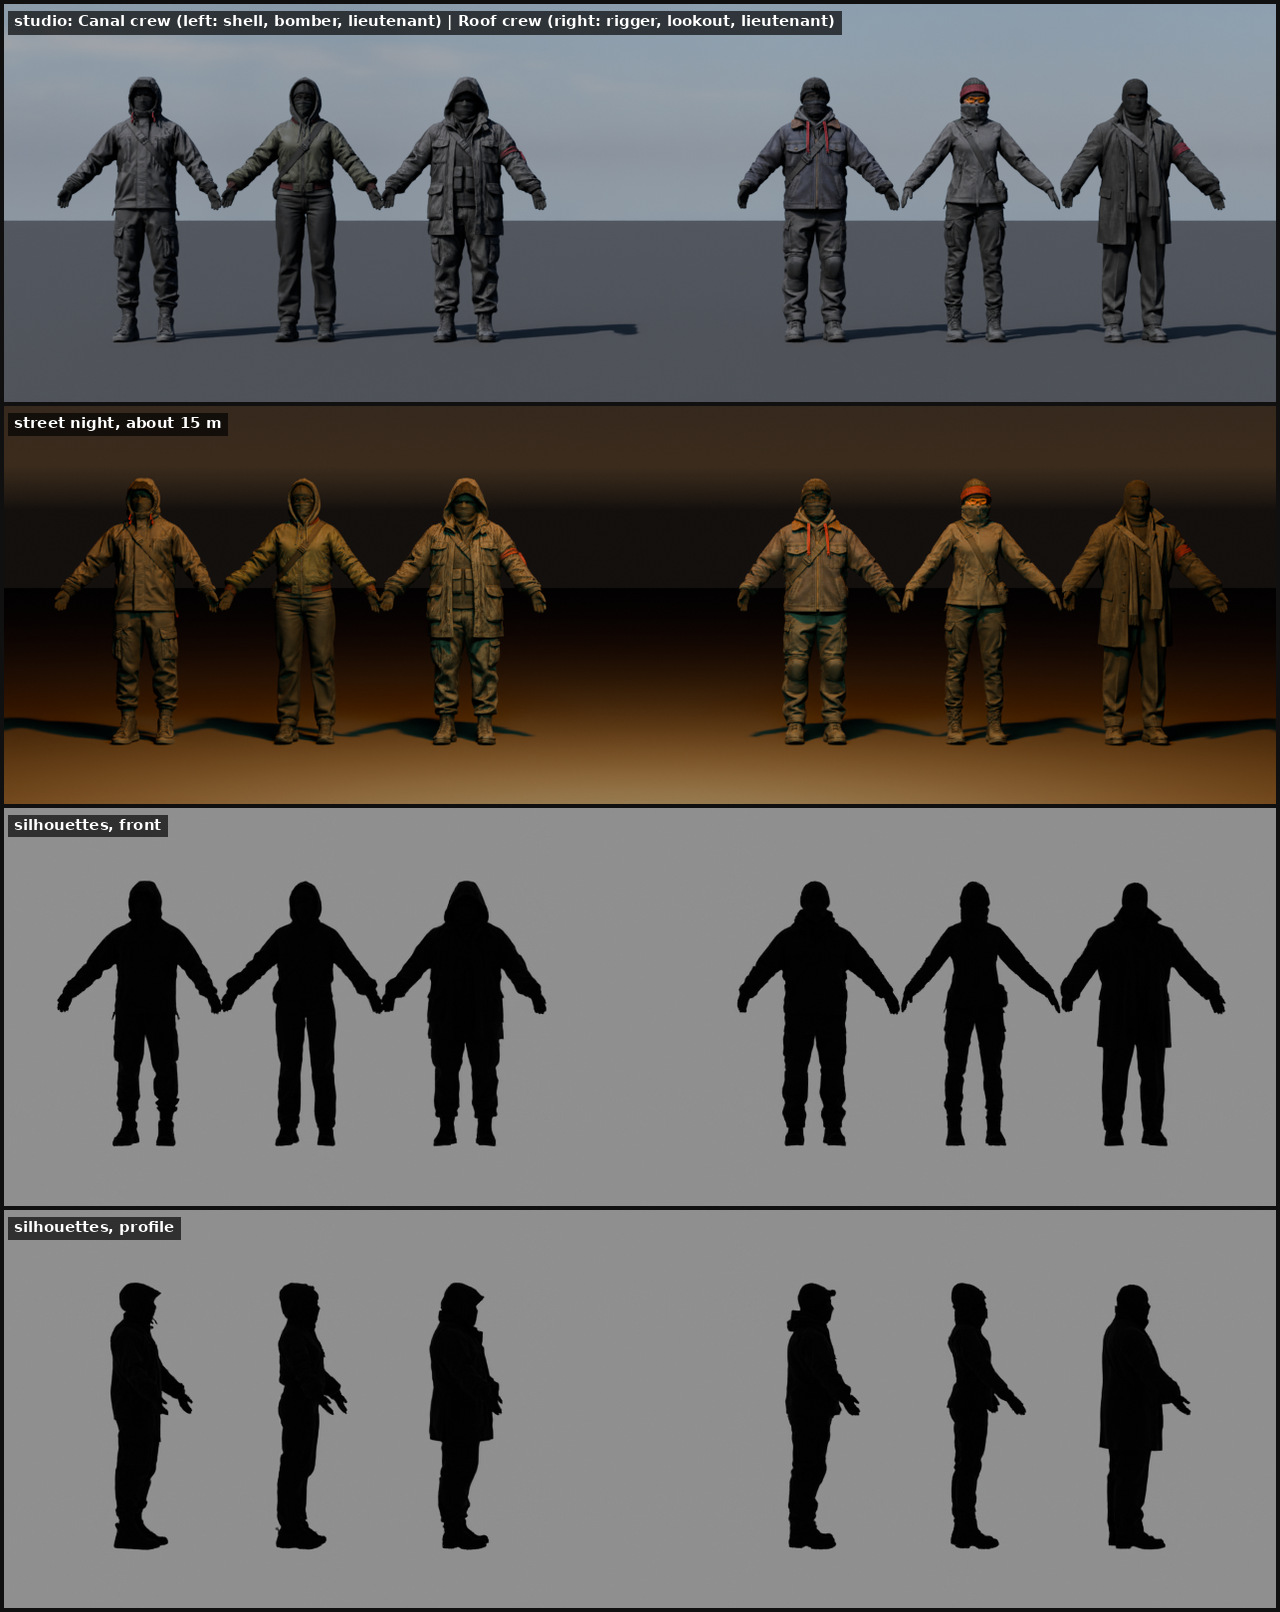 studio: Canal crew (left: shell, bomber, lieutenant) | Roof crew (right: rigger, lookout, lieutenant)
street night, about 15 m
silhouettes, front
silhouettes, profile